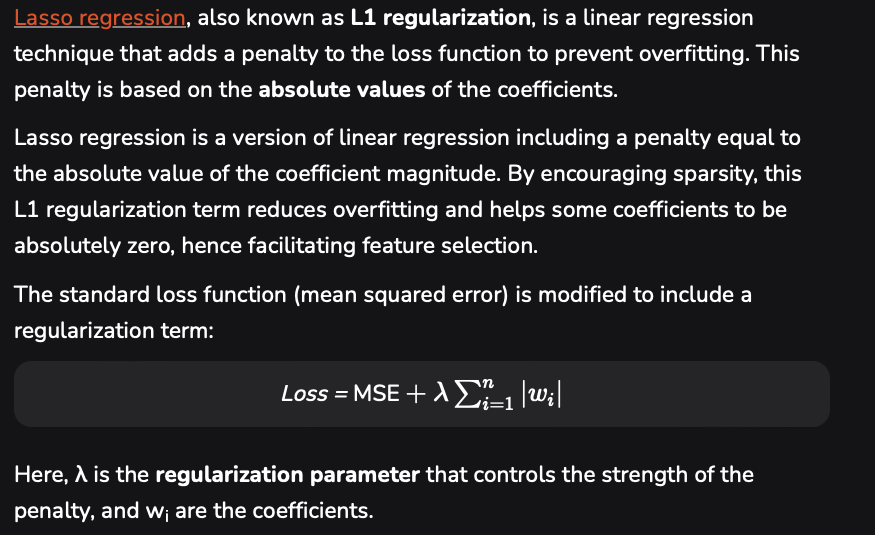 Lasso regression, also known as L1 regularization, is a linear regression
technique that adds a penalty to the loss function to prevent overfitting. This
penalty is based on the absolute values of the coefficients.
Lasso regression is a version of linear regression including a penalty equal to
the absolute value of the coefficient magnitude. By encouraging sparsity, this
L1 regularization term reduces overfitting and helps some coefficients to be
absolutely zero, hence facilitating feature selection.
The standard loss function (mean squared error) is modified to include a
regularization term:
Loss = MSE + λ ∑ⁿᵢ₌₁ |wᵢ|
Here, λ is the regularization parameter that controls the strength of the
penalty, and wᵢ are the coefficients.